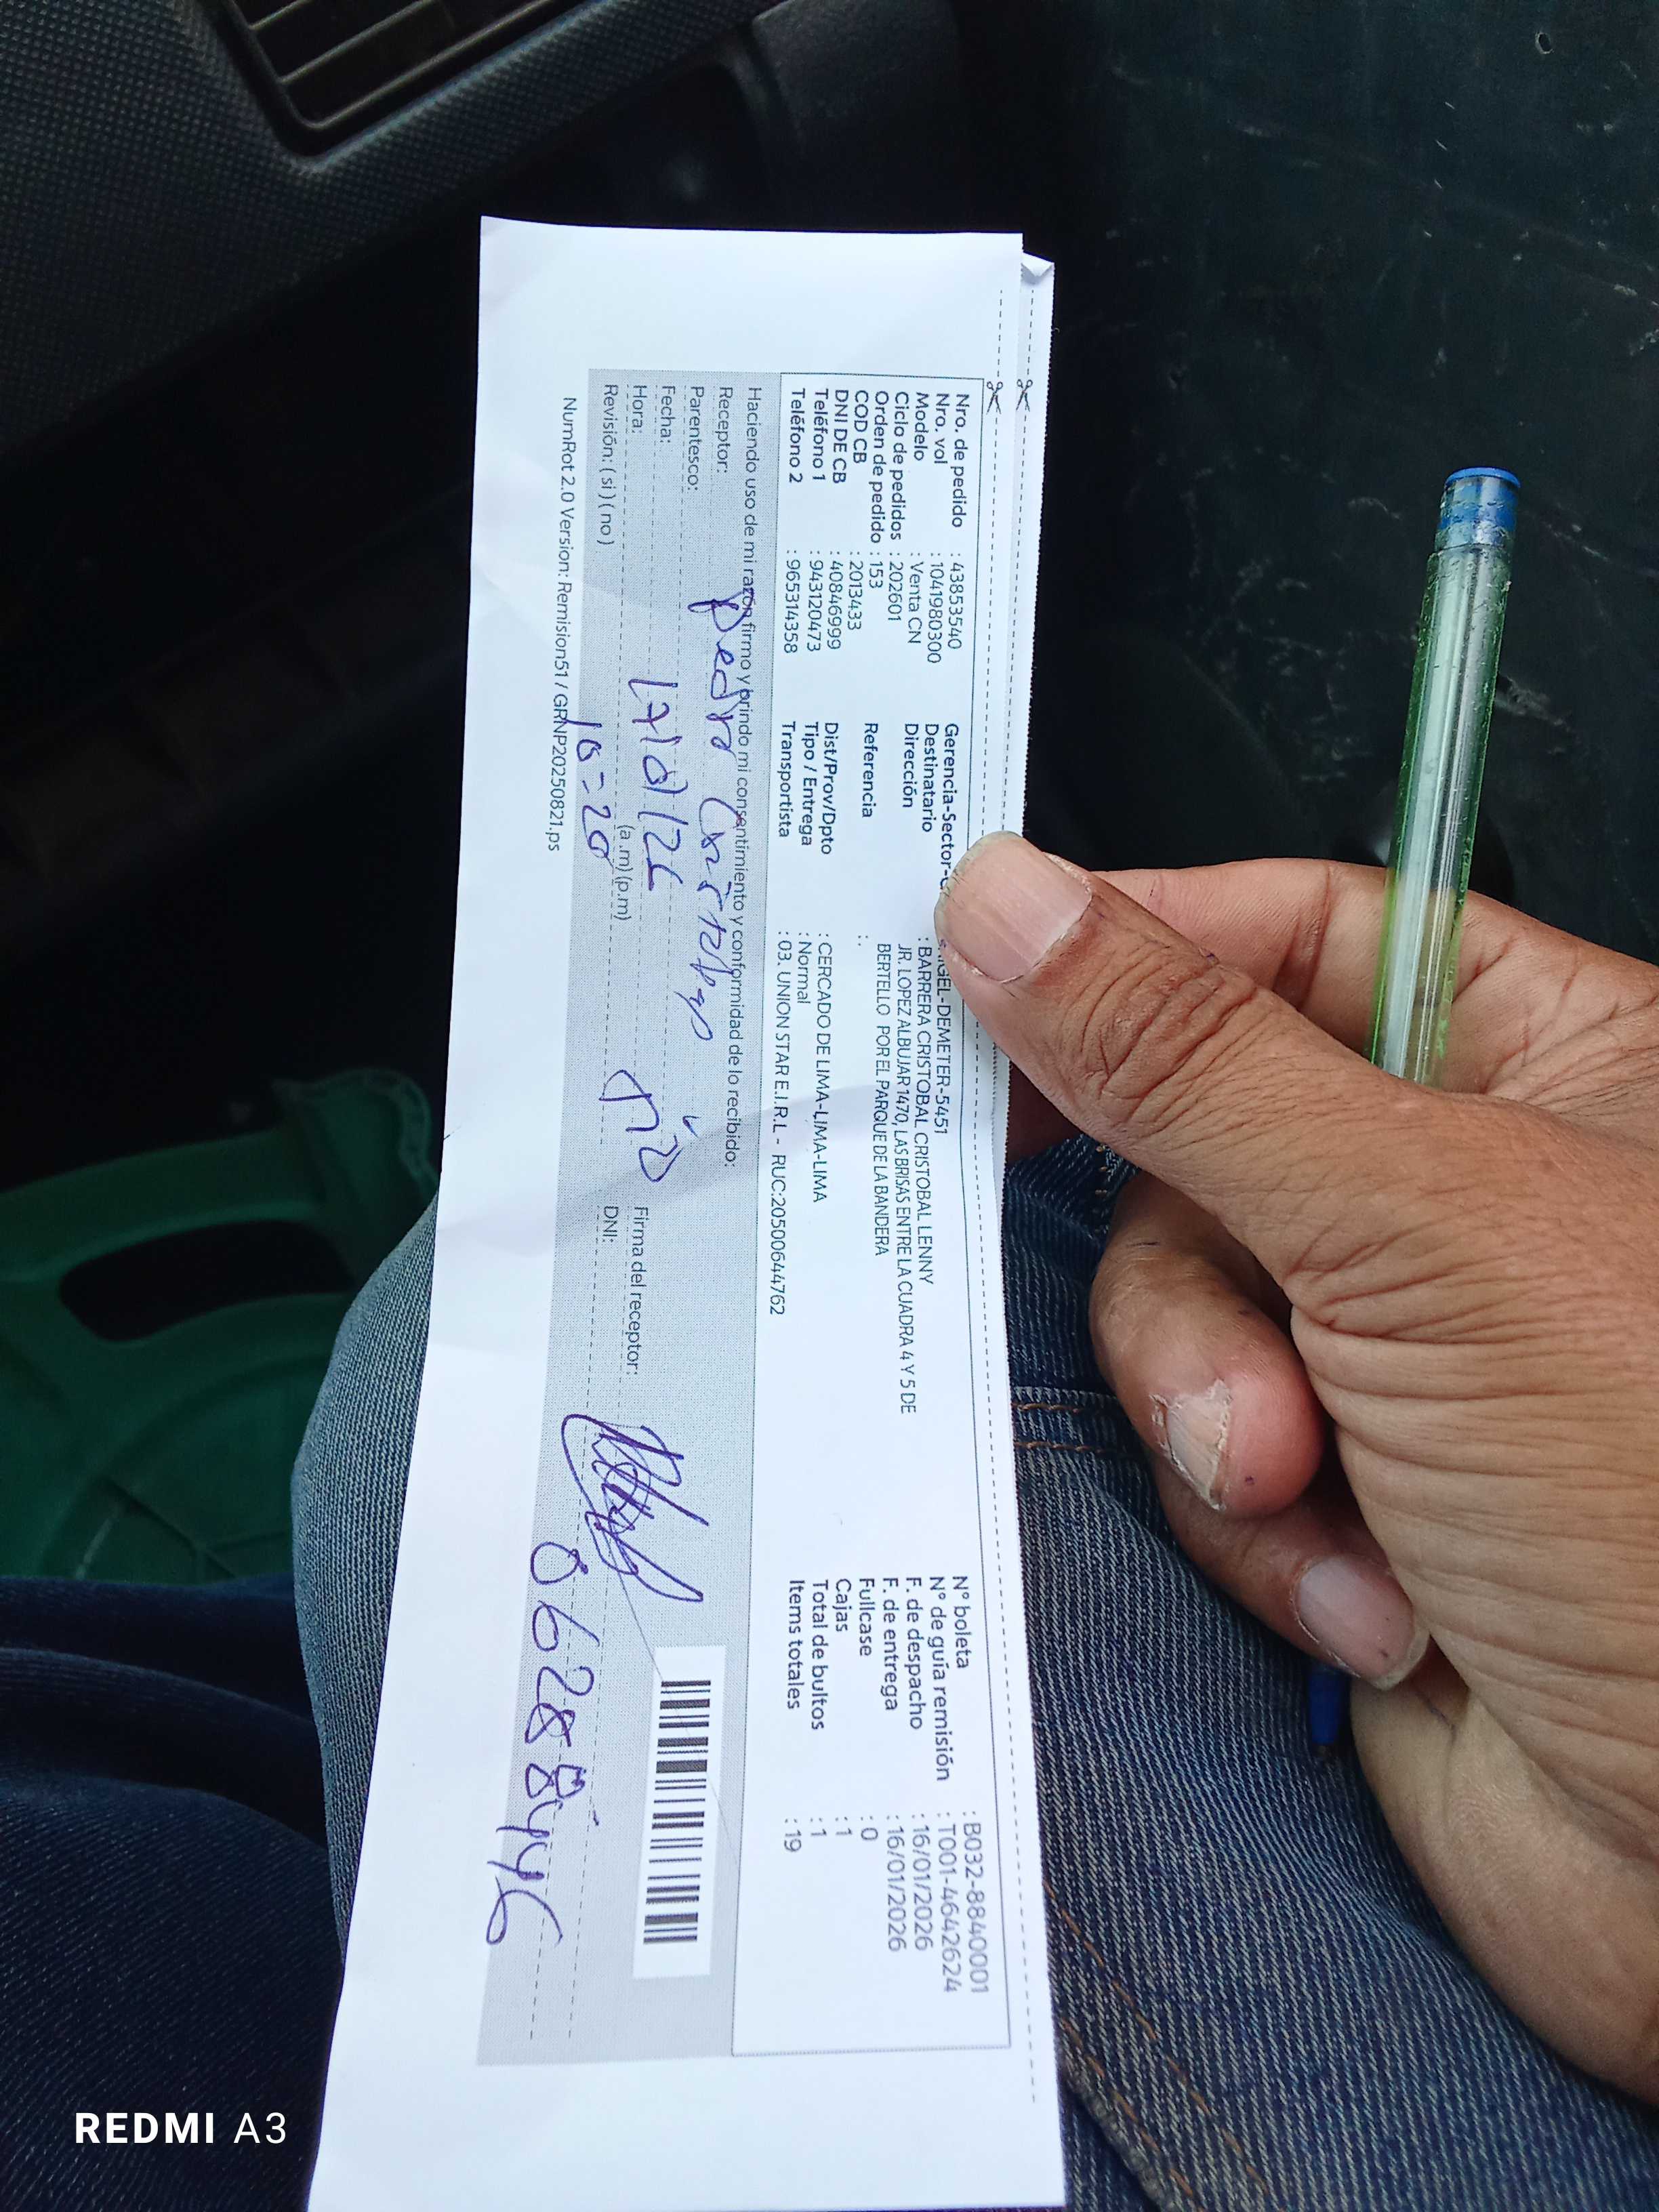 Nro. de pedido : 43853540
Nro. vol : 1041980300
Modelo : Venta CN
Ciclo de pedidos : 202601
Orden de pedido : 153
COD CB : 2013433
DNI DE CB : 40846999
Teléfono 1 : 943120473
Teléfono 2 : 965314358
Gerencia-Sector- GEL-DEMETER-5451
Destinatario : BARRERA CRISTOBAL CRISTOBAL LENNY
Dirección JR. LOPEZ ALBUJAR 1470, LAS BRISAS ENTRE LA CUADRA 4 Y 5 DE
BERTELLO POR EL PARQUE DE LA BANDERA
Referencia : .
Dist/Prov/Dpto : CERCADO DE LIMA-LIMA-LIMA
Tipo / Entrega : Normal
Transportista : 03. UNION STAR E.I.R.L - RUC:20500644762
N° boleta : B032-8840001
N° de guía remisión : T001-4642624
F. de despacho : 16/01/2026
F. de entrega : 16/01/2026
Fullcase : 0
Cajas : 1
Total de bultos : 1
Items totales : 19
Haciendo uso de mi razón firmo y brindo mi consentimiento y conformidad de lo recibido:
Receptor: Pedro
Parentesco: tío
Fecha: 17/01/26
Hora: 10=20 (a.m) (p.m)
Revisión: ( si ) ( no )
Firma del receptor:
DNI:
NumRot 2.0 Version: Remision51 / GRNP20250821.ps
REDMI A3